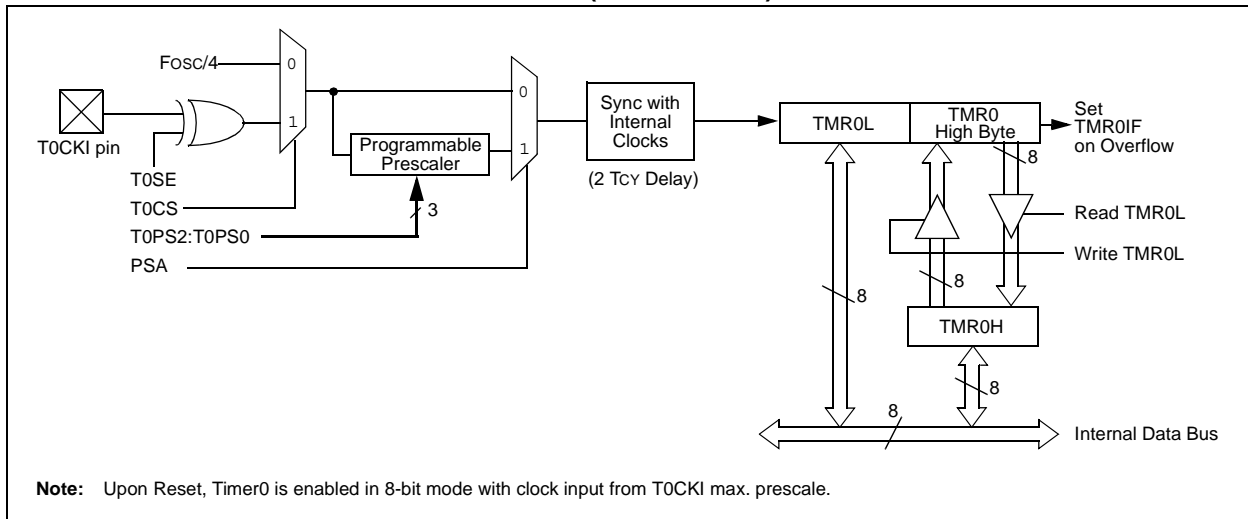 FOSC/4
0
1
T0CKI pin
T0SE
T0CS
T0PS2:T0PS0
PSA
Programmable
Prescaler
3
0
1
Sync with
Internal
Clocks
(2 TCY Delay)
TMR0L
TMR0
High Byte
8
Set
TMR0IF
on Overflow
Read TMR0L
Write TMR0L
8
8
TMR0H
8
8
Internal Data Bus
Note: Upon Reset, Timer0 is enabled in 8-bit mode with clock input from T0CKI max. prescale.